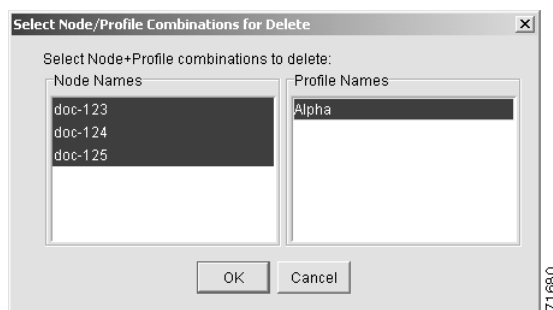 Select Node/Profile Combinations for Delete
Select Node+Profile combinations to delete:
Node Names
Profile Names
doc-123
doc-124
doc-125
Alpha
OK
Cancel
71680